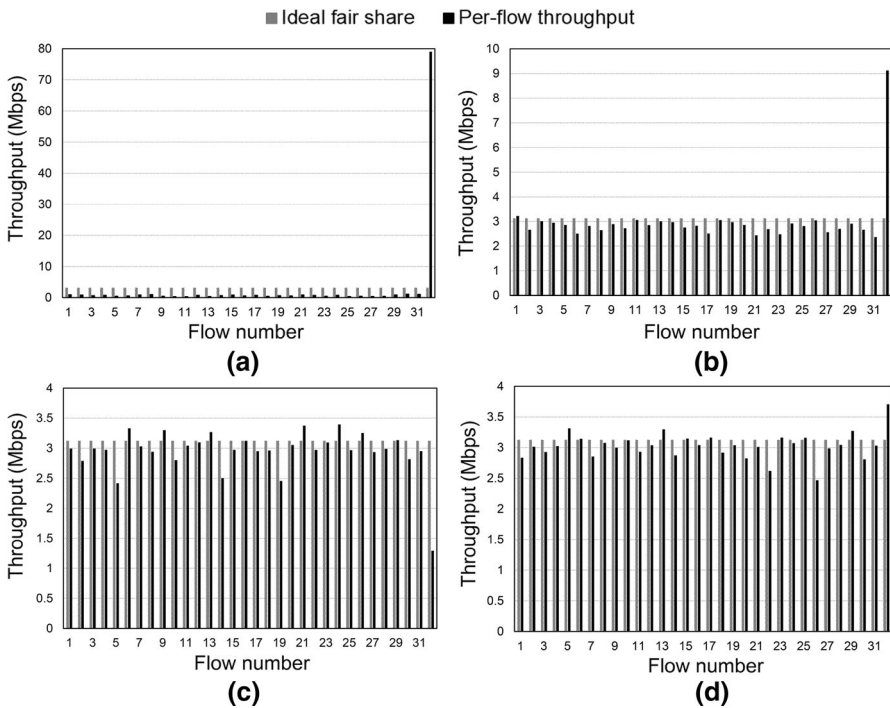 Ideal fair share Per-flow throughput
Throughput (Mbps)
80
70
60
50
40
30
20
10
0
1 3 5 7 9 11 13 15 17 19 21 23 25 27 29 31
Flow number
(a)
Throughput (Mbps)
10
9
8
7
6
5
4
3
2
1
0
1 3 5 7 9 11 13 15 17 19 21 23 25 27 29 31
Flow number
(b)
Throughput (Mbps)
4
3.5
3
2.5
2
1.5
1
0.5
0
1 3 5 7 9 11 13 15 17 19 21 23 25 27 29 31
Flow number
(c)
Throughput (Mbps)
4
3.5
3
2.5
2
1.5
1
0.5
0
1 3 5 7 9 11 13 15 17 19 21 23 25 27 29 31
Flow number
(d)